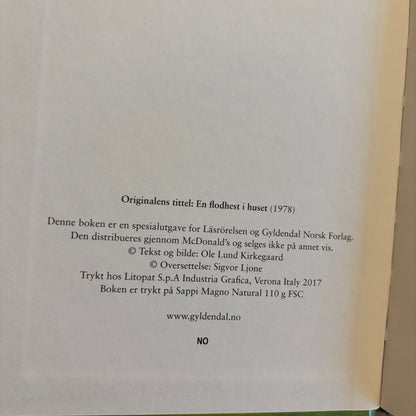 Originalens tittel: En flodhest i huset (1978)
Denne boken er en spesialutgave for Läsrörelsen og Gyldendal Norsk Forlag.
Den distribueres gjennom McDonald's og selges ikke på annet vis.
© Tekst og bilde: Ole Lund Kirkegaard
© Oversettelse: Sigvor Ljone
Trykt hos Litopat S.p.A Industria Grafica, Verona Italy 2017
Boken er trykt på Sappi Magno Natural 110 g FSC
www.gyldendal.no
NO